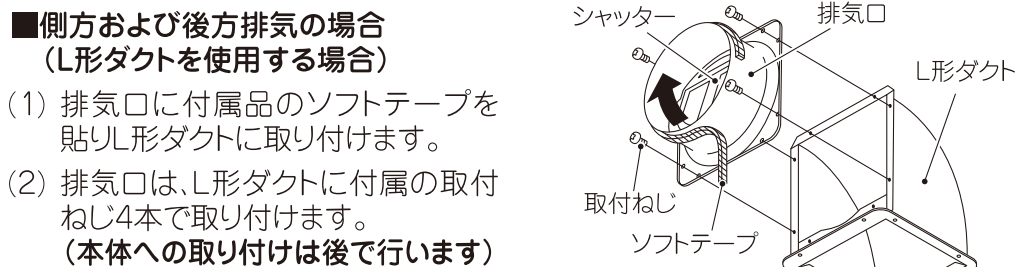 ■側方および後方排気の場合
（L形ダクトを使用する場合）
（1）排気口に付属品のソフトテープを
貼りL形ダクトに取り付けます。
（2）排気口は、L形ダクトに付属の取付
ねじ4本で取り付けます。
（本体への取り付けは後で行います）
シャッター
排気口
L形ダクト
取付ねじ
ソフトテープ